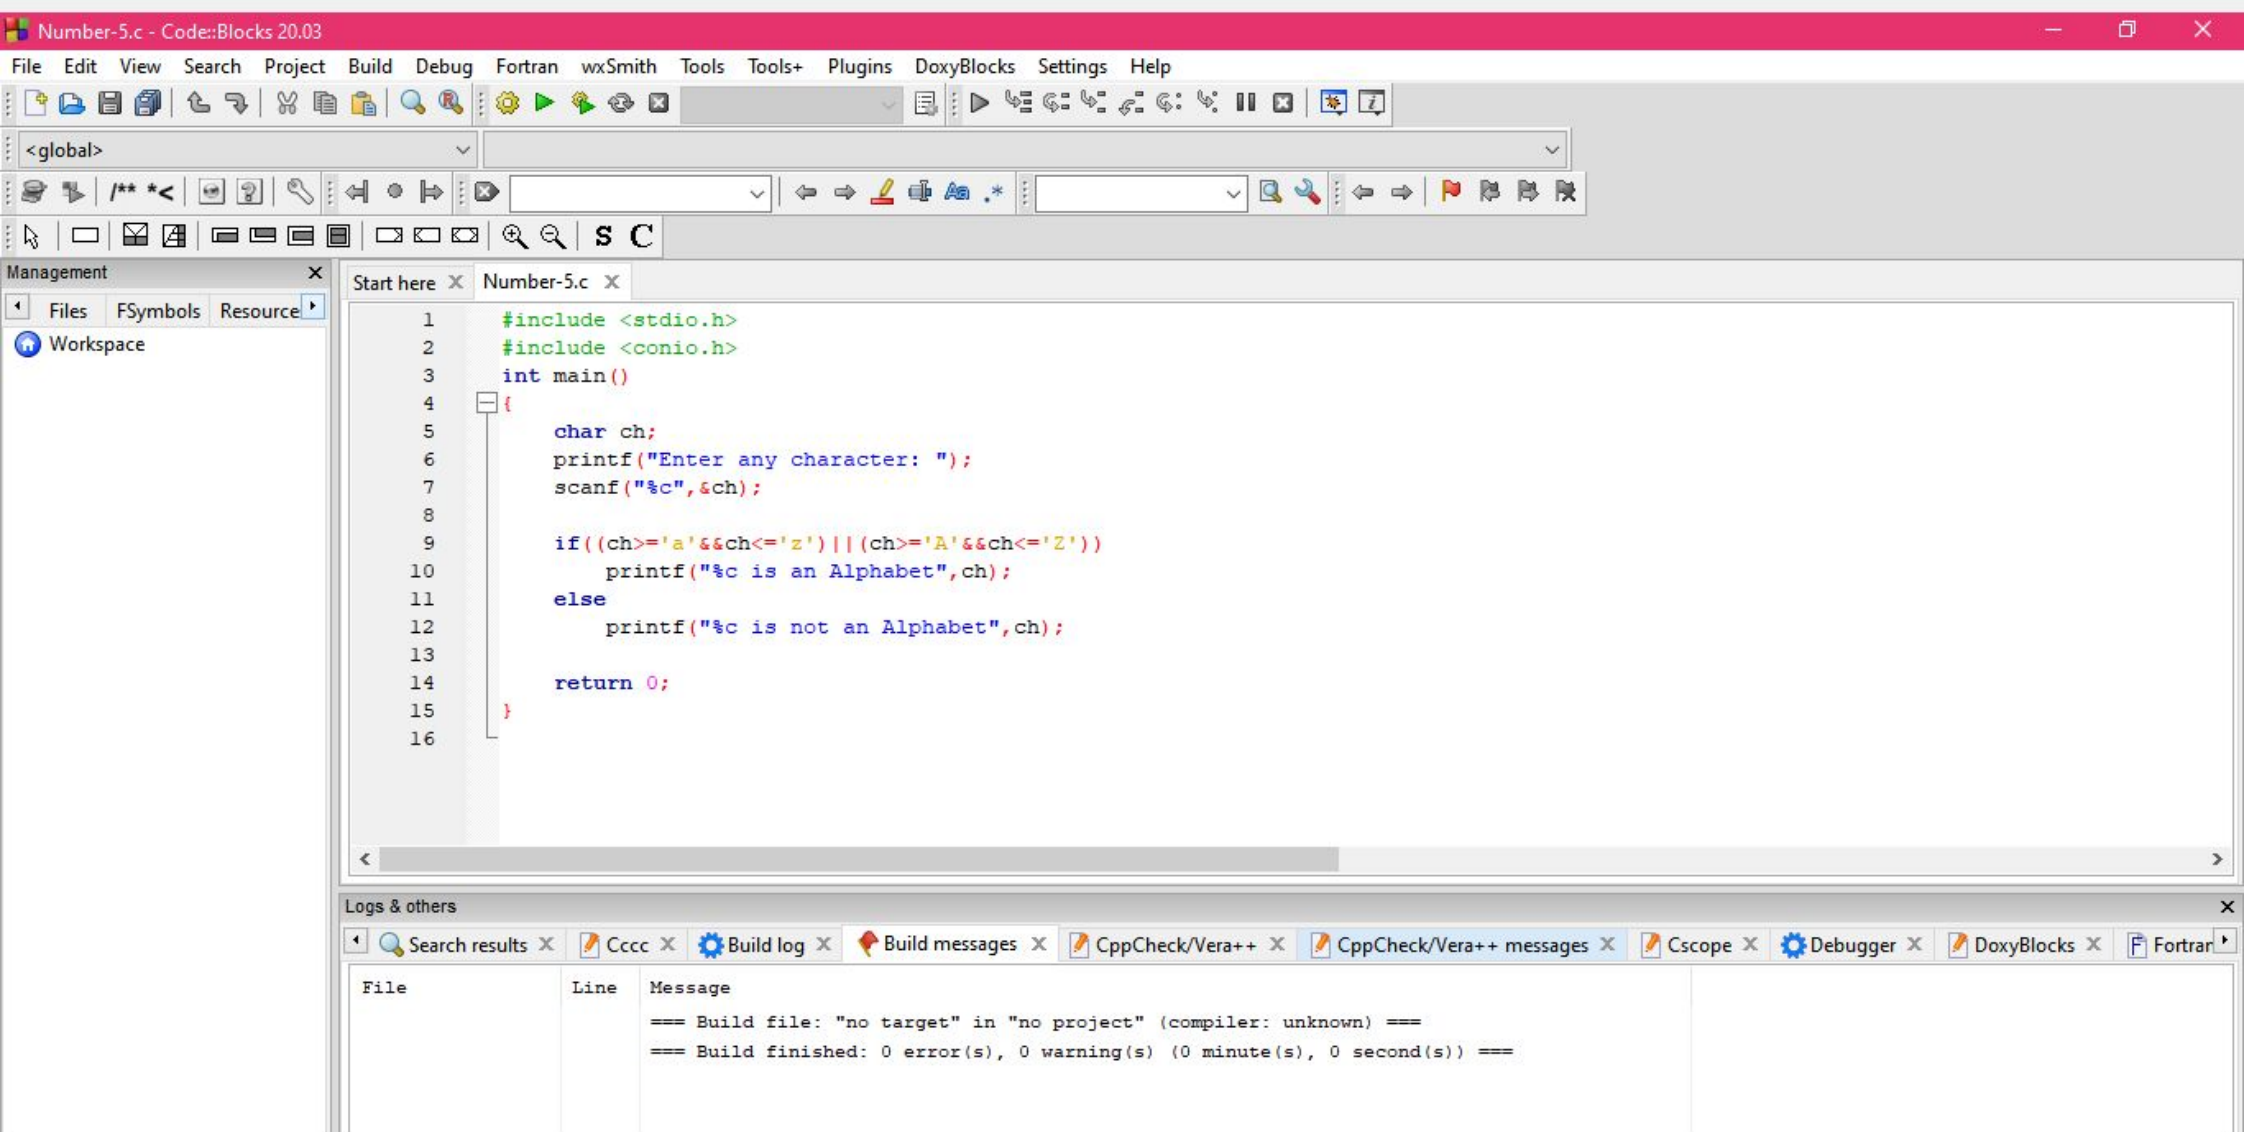 Number-5.c - Code::Blocks 20.03
File Edit View Search Project Build Debug Fortran wxSmith Tools Tools+ Plugins DoxyBlocks Settings Help
<global>
/** *<
Aa .*
S C
Management
Files FSymbols Resource
Workspace
Start here Number-5.c
1 #include <stdio.h>
2 #include <conio.h>
3 int main()
4 {
5 char ch;
6 printf("Enter any character: ");
7 scanf("%c",&ch);
8
9 if((ch>='a'&&ch<='z')||(ch>='A'&&ch<='Z'))
10 printf("%c is an Alphabet",ch);
11 else
12 printf("%c is not an Alphabet",ch);
13
14 return 0;
15 }
16
Logs & others
Search results Cccc Build log Build messages CppCheck/Vera++ CppCheck/Vera++ messages Cscope Debugger DoxyBlocks Fortran
File Line Message
=== Build file: "no target" in "no project" (compiler: unknown) ===
=== Build finished: 0 error(s), 0 warning(s) (0 minute(s), 0 second(s)) ===